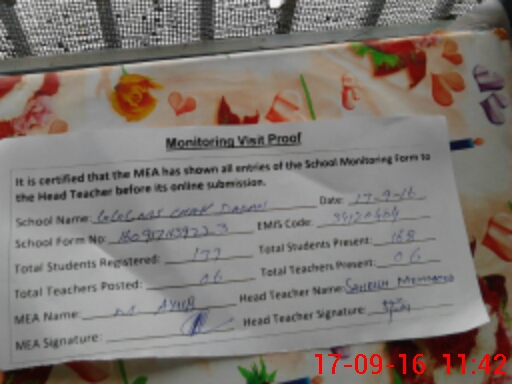 Monitoring Visit Proof
It is certified that the MEA has shown all entries of the School Monitoring Form to
the Head Teacher before its online submission.
School Name: Date: 17-9-16
School Form No: EMIS Code:
Total Students Registered: 177 Total Students Present: 168
Total Teachers Posted: 06 Total Teachers Present: 06
MEA Name: M Head Teacher Name:
MEA Signature: Head Teacher Signature:
17-09-16 11:42